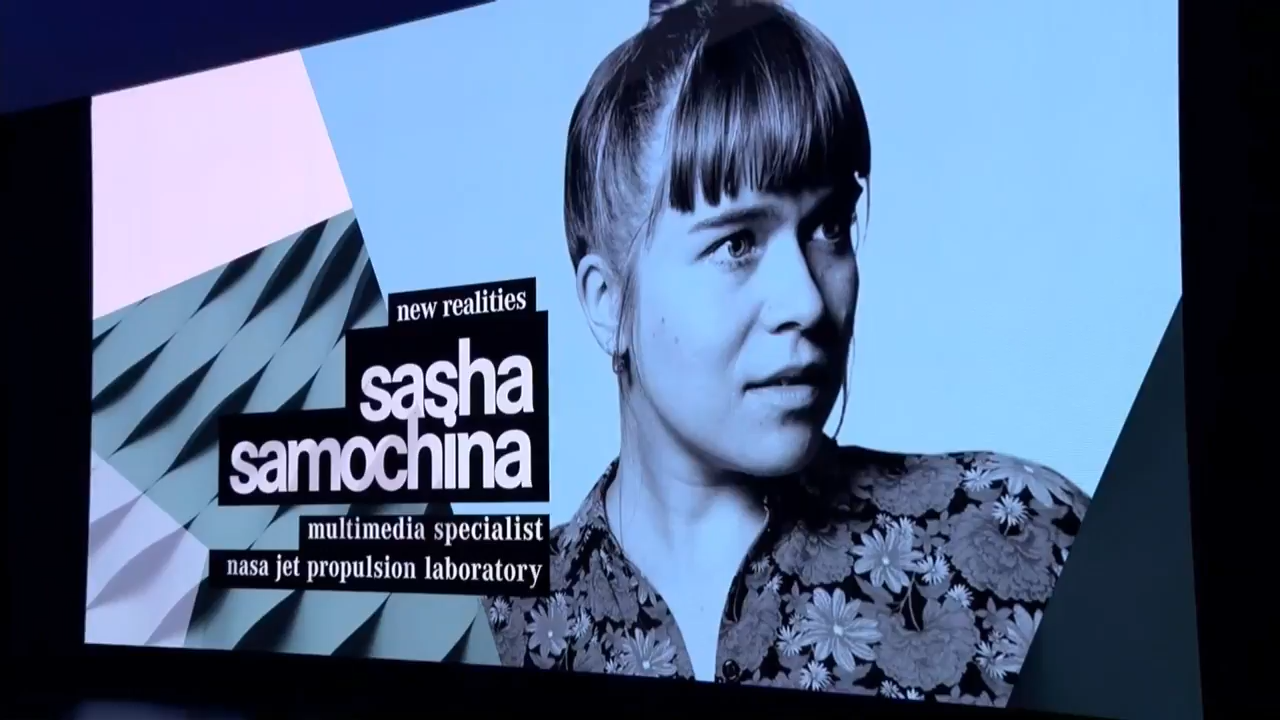 new realities
sasha
samochina
multimedia specialist
nasa jet propulsion laboratory